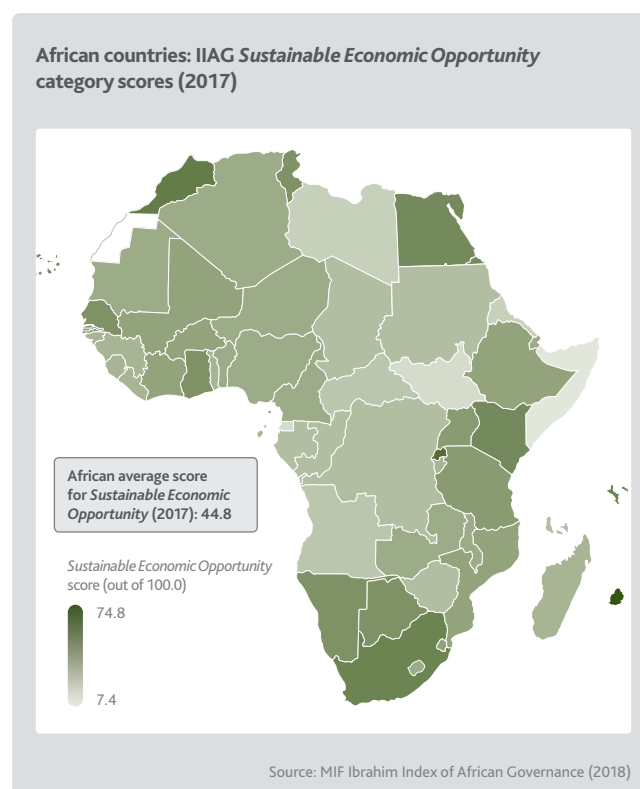 African countries: IIAG Sustainable Economic Opportunity
category scores (2017)
African average score
for Sustainable Economic
Opportunity (2017): 44.8
Sustainable Economic Opportunity
score (out of 100.0)
74.8
7.4
Source: MIF Ibrahim Index of African Governance (2018)